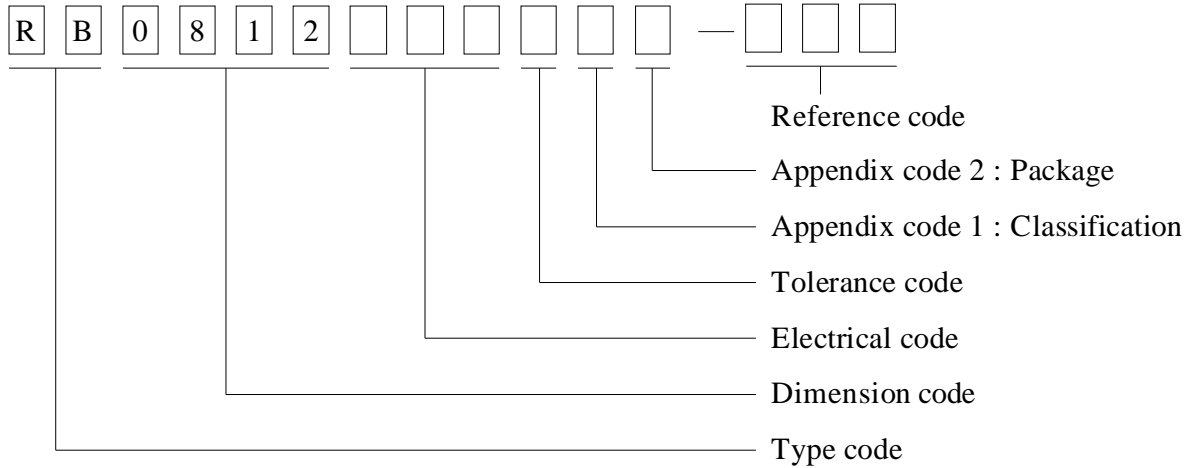 R B 0 8 1 2 —
Reference code
Appendix code 2 : Package
Appendix code 1 : Classification
Tolerance code
Electrical code
Dimension code
Type code